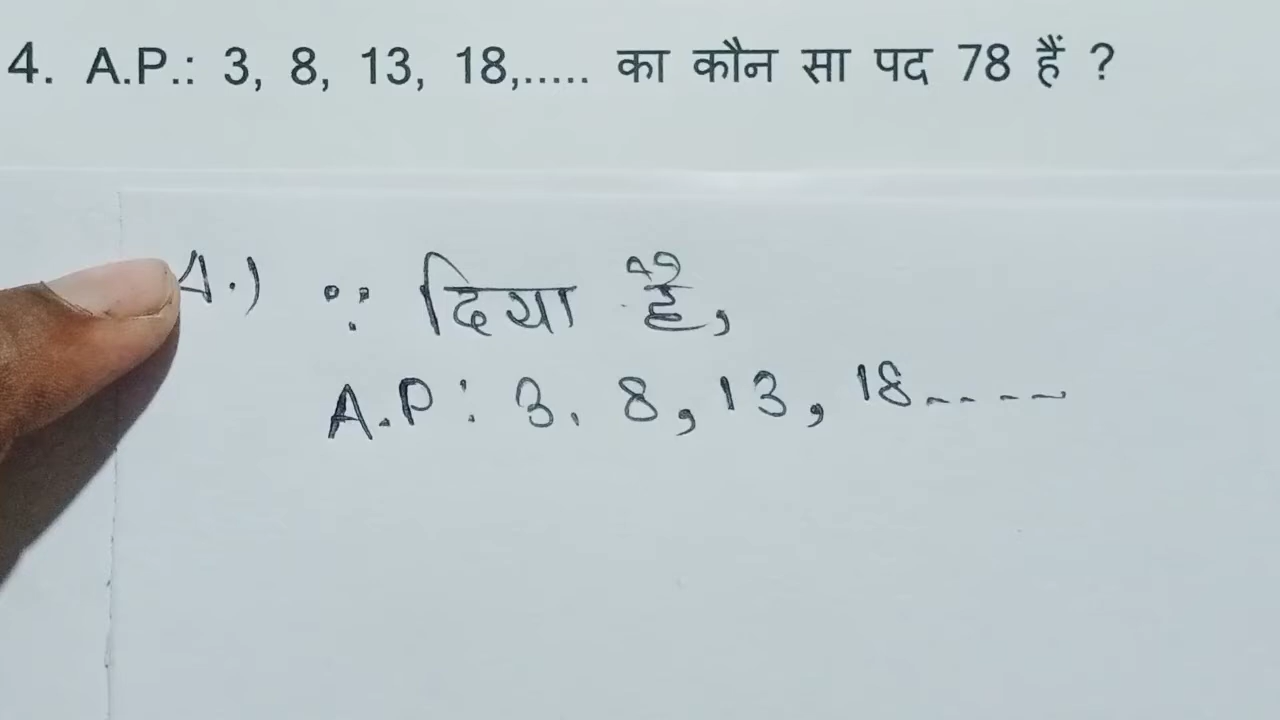 4. A.P.: 3, 8, 13, 18,..... का कौन सा पद 78 हैं ?
4.) ∵ दिया है,
A.P : 3. 8, 13, 18----